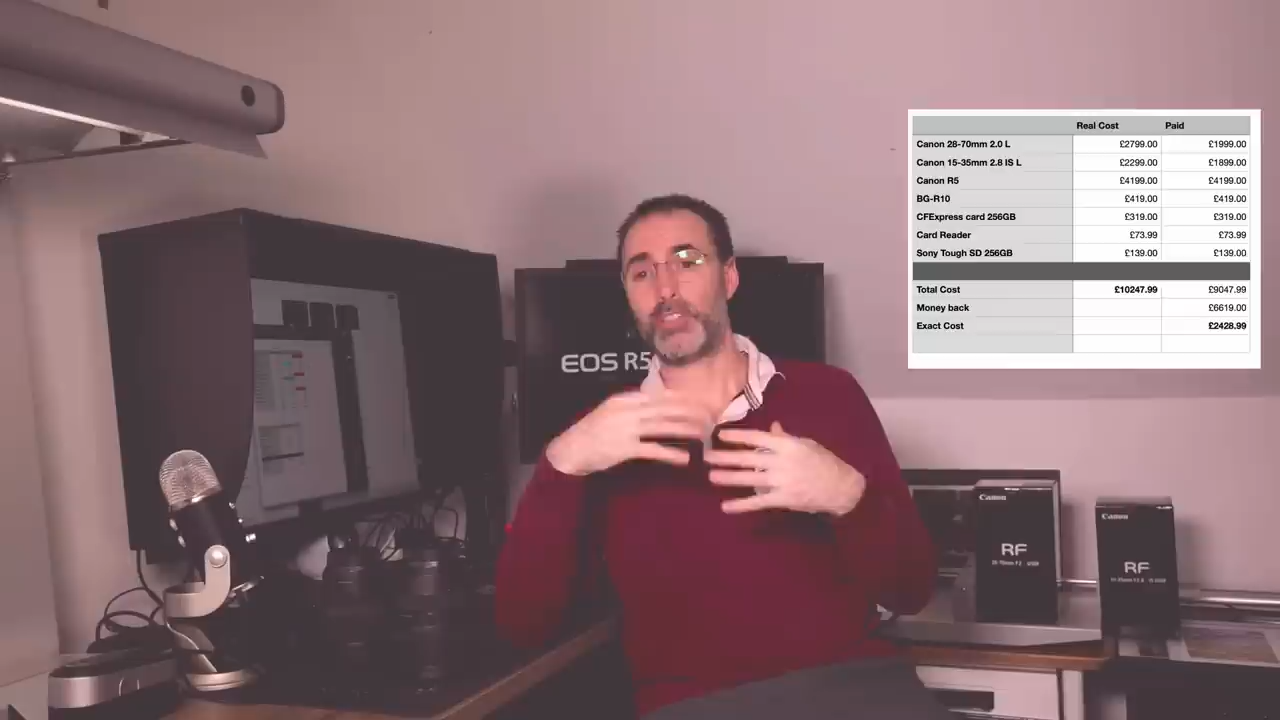 Real Cost Paid
Canon 28-70mm 2.0 L £2799.00 £1999.00
Canon 15-35mm 2.8 IS L £2299.00 £1899.00
Canon R5 £4199.00 £4199.00
BG-R10 £419.00 £419.00
CFExpress card 256GB £319.00 £319.00
Card Reader £73.99 £73.99
Sony Tough SD 256GB £139.00 £139.00
Total Cost £10247.99 £9047.99
Money back £6619.00
Exact Cost £2428.99
EOS R5
Canon
RF
Canon
RF